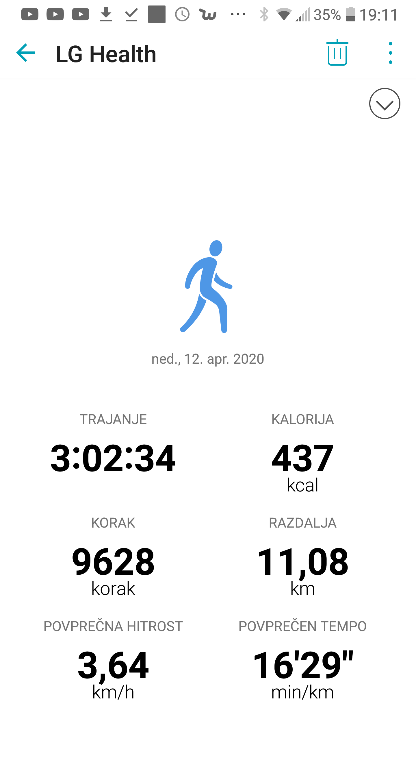 35% 19:11
LG Health
ned., 12. apr. 2020
TRAJANJE
3:02:34
KALORIJA
437
kcal
KORAK
9628
korak
RAZDALJA
11,08
km
POVPREČNA HITROST
3,64
km/h
POVPREČEN TEMPO
16'29"
min/km